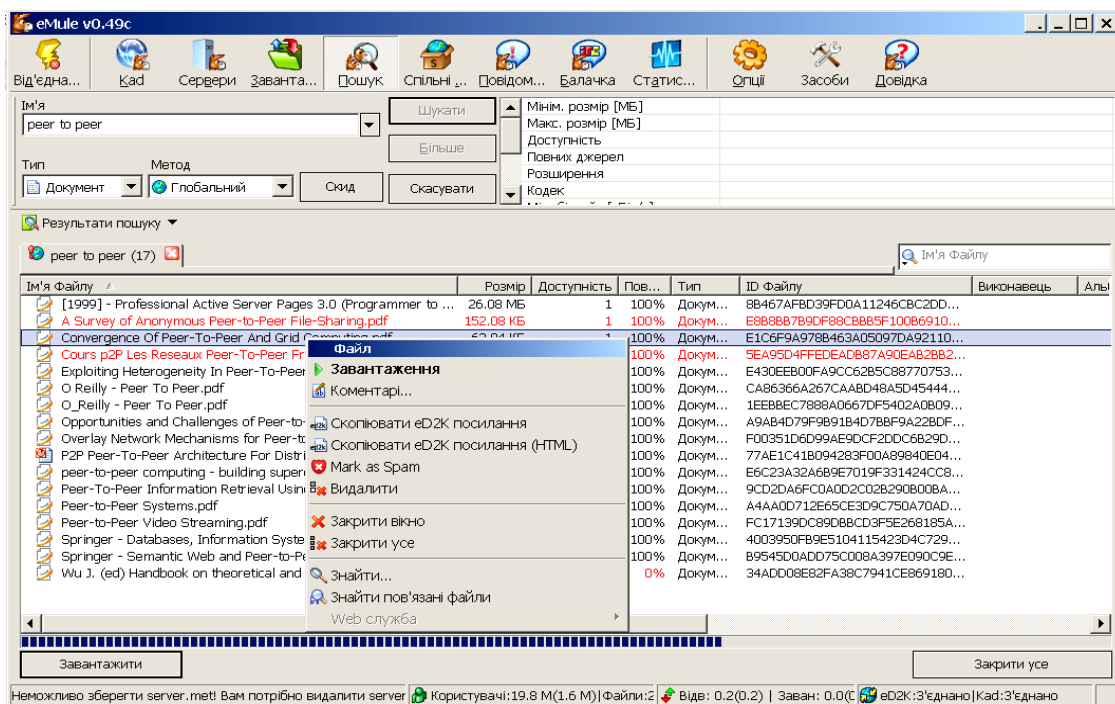 eMule v0.49c
Від'єдна... Kad Сервери Заванта... Пошук Спільні ,... Повідом... Балачка Статис... Опції Засоби Довідка
Ім'я
peer to peer
Шукати
Більше
Тип Метод
Документ Глобальний Скид Скасувати
Мінім. розмір [МБ]
Макс. розмір [МБ]
Доступність
Повних джерел
Розширення
Кодек
Результати пошуку
peer to peer (17)
Ім'я Файлу
Ім'я Файлу Розмір Доступність Пов... Тип ID Файлу Виконавець Аль
[1999] - Professional Active Server Pages 3.0 (Programmer to ... 26.08 МБ 1 100% Докум... 8B467AFBD39FD0A11246CBC2DD...
A Survey of Anonymous Peer-to-Peer File-Sharing.pdf 152.08 КБ 1 100% Докум... E8B8BB7B9DF88CBBB5F100B6910...
Convergence Of Peer-To-Peer And Grid Computing.pdf 1 100% Докум... E1C6F9A978B463A05097DA92110...
Cours p2P Les Reseaux Peer-To-Peer Fr 100% Докум... 5EA95D4FFEDEADB87A90EAB2BB2...
Exploiting Heterogeneity In Peer-To-Peer 100% Докум... E430EEB00FA9CC62B5C88770753...
O Reilly - Peer To Peer.pdf 100% Докум... CA86366A267CAABD48A5D45444...
O_Reilly - Peer To Peer.pdf 100% Докум... 1EEBBEC7888A0667DF5402A0B09...
Opportunities and Challenges of Peer-to- 100% Докум... A9AB4D79F9B91B4D7BBF9A22BDF...
Overlay Network Mechanisms for Peer-to 100% Докум... F00351D6D99AE9DCF2DDC6B29D...
P2P Peer-To-Peer Architecture For Distri 100% Докум... 77AE1C41B094283F00A89840E04...
peer-to-peer computing - building super 100% Докум... E6C23A32A6B9E7019F331424CC8...
Peer-To-Peer Information Retrieval Usin 100% Докум... 9CD2DA6FC0A0D2C02B290B00BA...
Peer-to-Peer Systems.pdf 100% Докум... A4AA0D712E65CE3D9C750A70AD...
Peer-to-Peer Video Streaming.pdf 100% Докум... FC17139DC89DBBCD3F5E268185A...
Springer - Databases, Information Syste 100% Докум... 4003950FB9E5104115423D4C729...
Springer - Semantic Web and Peer-to-Pe 100% Докум... B9545D0ADD75C008A397E090C9E...
Wu J. (ed) Handbook on theoretical and 0% Докум... 34ADD08E82FA38C7941CE869180...
Файл
Завантаження
Коментарі...
Скопіювати eD2K посилання
Скопіювати eD2K посилання (HTML)
Mark as Spam
Видалити
Закрити вікно
Закрити усе
Знайти...
Знайти пов'язані файли
Web служба
Завантажити Закрити усе
Неможливо зберегти server.met! Вам потрібно видалити server Користувачі:19.8 M(1.6 M)|Файли:2 Відв: 0.2(0.2) | Заван: 0.0(0 eD2K:З'єднано|Kad:З'єднано